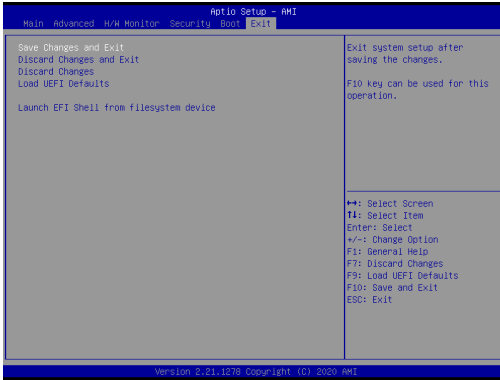 Aptio Setup – AMI
Main Advanced H/W Monitor Security Boot Exit
Save Changes and Exit
Discard Changes and Exit
Discard Changes
Load UEFI Defaults
Launch EFI Shell from filesystem device
Exit system setup after
saving the changes.
F10 key can be used for this
operation.
↔: Select Screen
↑↓: Select Item
Enter: Select
+/-: Change Option
F1: General Help
F7: Discard Changes
F9: Load UEFI Defaults
F10: Save and Exit
ESC: Exit
Version 2.21.1278 Copyright (C) 2020 AMI